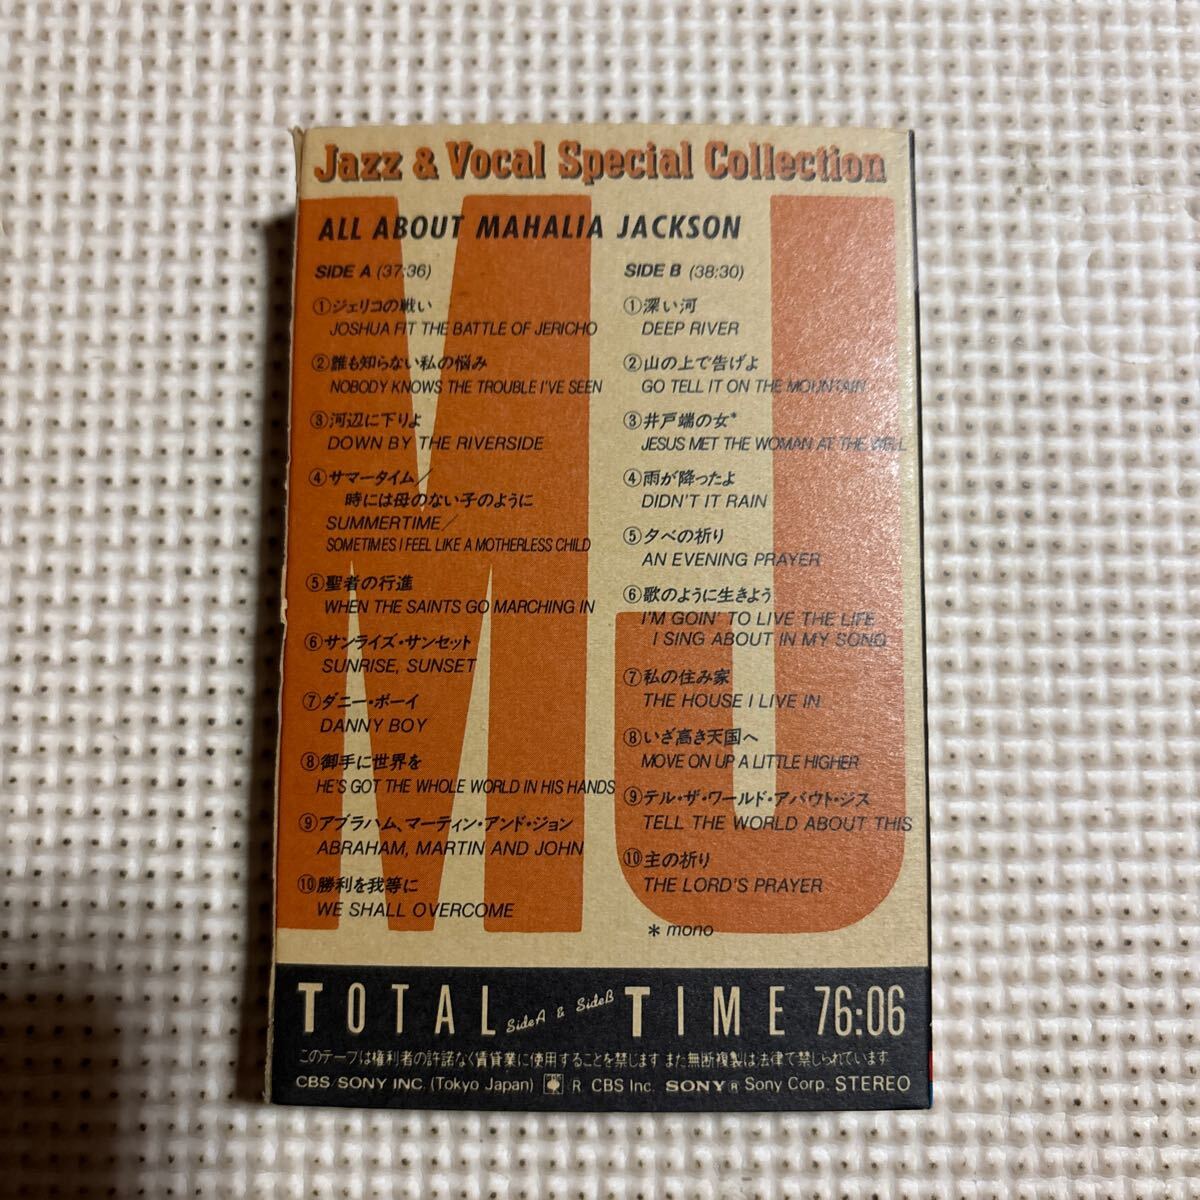 Jazz & Vocal Special Collection
ALL ABOUT MAHALIA JACKSON
SIDE A (37:36)
①ジェリコの戦い
JOSHUA FIT THE BATTLE OF JERICHO
②誰も知らない私の悩み
NOBODY KNOWS THE TROUBLE I'VE SEEN
③河辺に下りよ
DOWN BY THE RIVERSIDE
④サマータイム/
時には母のない子のように
SUMMERTIME/
SOMETIMES I FEEL LIKE A MOTHERLESS CHILD
⑤聖者の行進
WHEN THE SAINTS GO MARCHING IN
⑥サンライズ・サンセット
SUNRISE, SUNSET
⑦ダニー・ボーイ
DANNY BOY
⑧御手に世界を
HE'S GOT THE WHOLE WORLD IN HIS HANDS
⑨アブラハム、マーティン・アンド・ジョン
ABRAHAM, MARTIN AND JOHN
⑩勝利を我等に
WE SHALL OVERCOME
SIDE B (38:30)
①深い河
DEEP RIVER
②山の上で告げよ
GO TELL IT ON THE MOUNTAIN
③井戸端の女*
JESUS MET THE WOMAN AT THE WELL
④雨が降ったよ
DIDN'T IT RAIN
⑤夕べの祈り
AN EVENING PRAYER
⑥歌のように生きよう
I'M GOIN' TO LIVE THE LIFE
I SING ABOUT IN MY SONG
⑦私の住み家
THE HOUSE I LIVE IN
⑧いざ高き天国へ
MOVE ON UP A LITTLE HIGHER
⑨テル・ザ・ワールド・アバウト・ジス
TELL THE WORLD ABOUT THIS
⑩主の祈り
THE LORD'S PRAYER
* mono
MJ
TOTAL SideA & SideB TIME 76:06
このテープは権利者の許諾なく賃貸業に使用することを禁じます また無断複製は法律で禁じられています
CBS/SONY INC. (Tokyo Japan) R CBS Inc. SONY R Sony Corp. STEREO